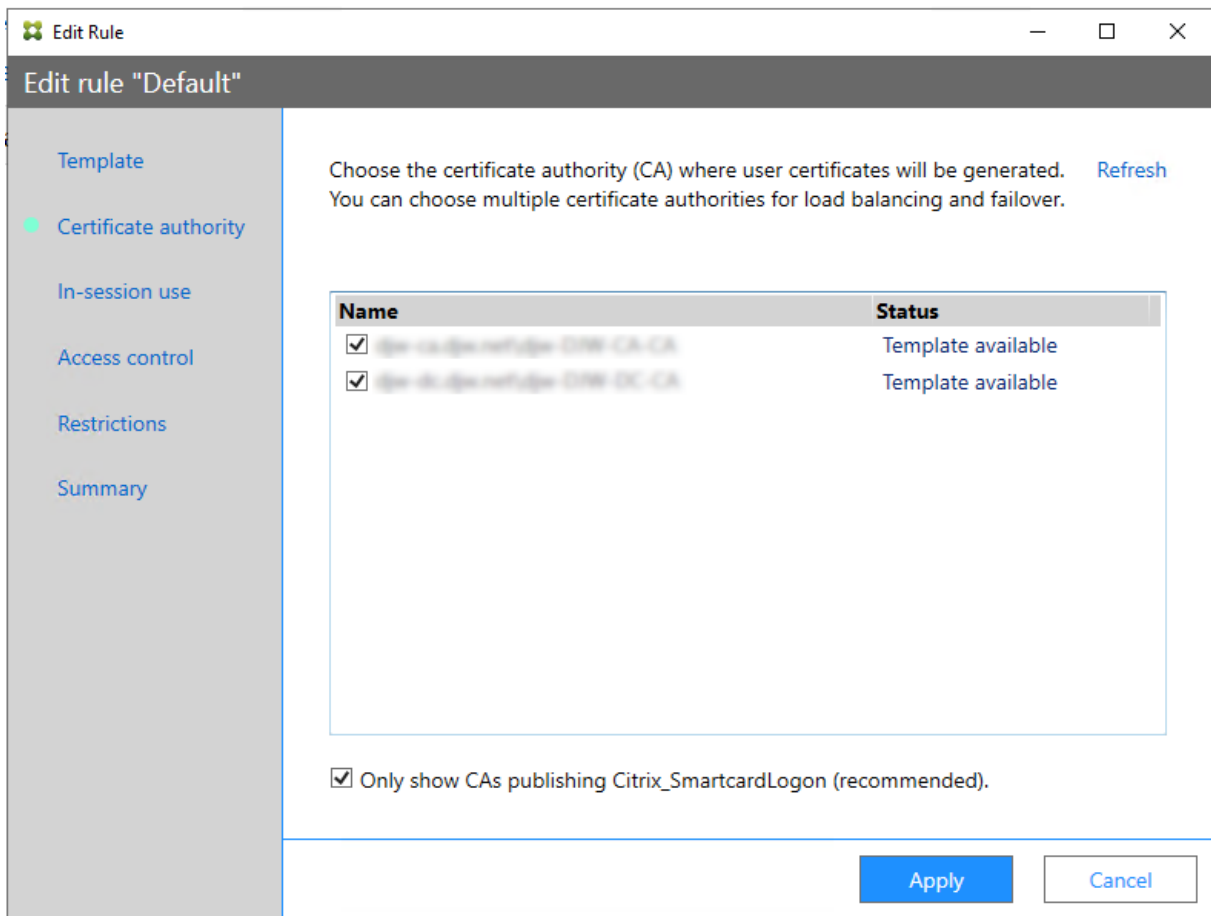 Edit Rule
Edit rule "Default"
Template
Certificate authority
In-session use
Access control
Restrictions
Summary
Choose the certificate authority (CA) where user certificates will be generated.
You can choose multiple certificate authorities for load balancing and failover.
Refresh
Name Status
Template available
Template available
Only show CAs publishing Citrix_SmartcardLogon (recommended).
Apply Cancel